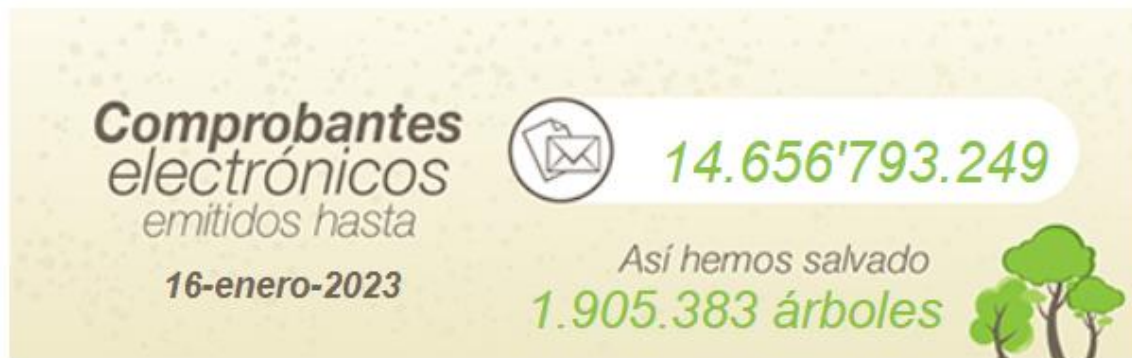 Comprobantes
electrónicos
emitidos hasta
16-enero-2023
14.656'793.249
Así hemos salvado
1.905.383 árboles